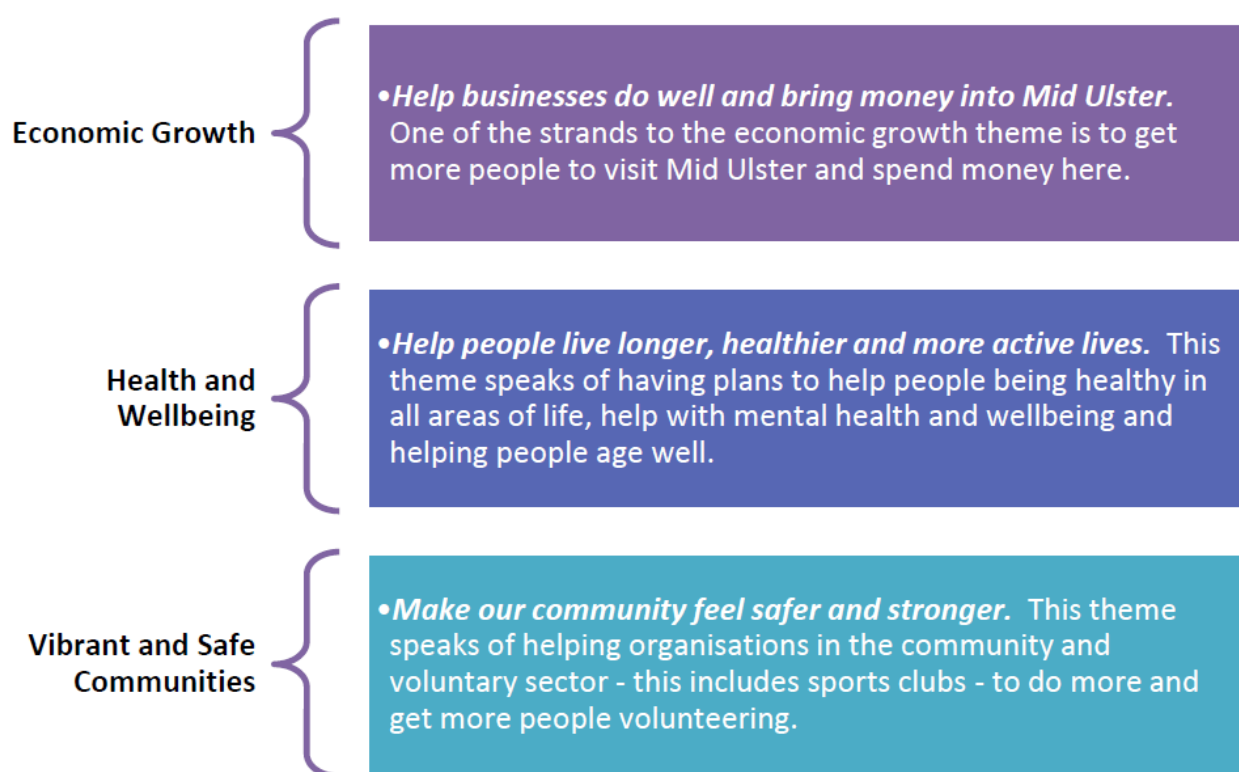 Economic Growth
•Help businesses do well and bring money into Mid Ulster.
One of the strands to the economic growth theme is to get
more people to visit Mid Ulster and spend money here.
Health and
Wellbeing
•Help people live longer, healthier and more active lives.  This
theme speaks of having plans to help people being healthy in
all areas of life, help with mental health and wellbeing and
helping people age well.
Vibrant and Safe
Communities
•Make our community feel safer and stronger.  This theme
speaks of helping organisations in the community and
voluntary sector - this includes sports clubs - to do more and
get more people volunteering.